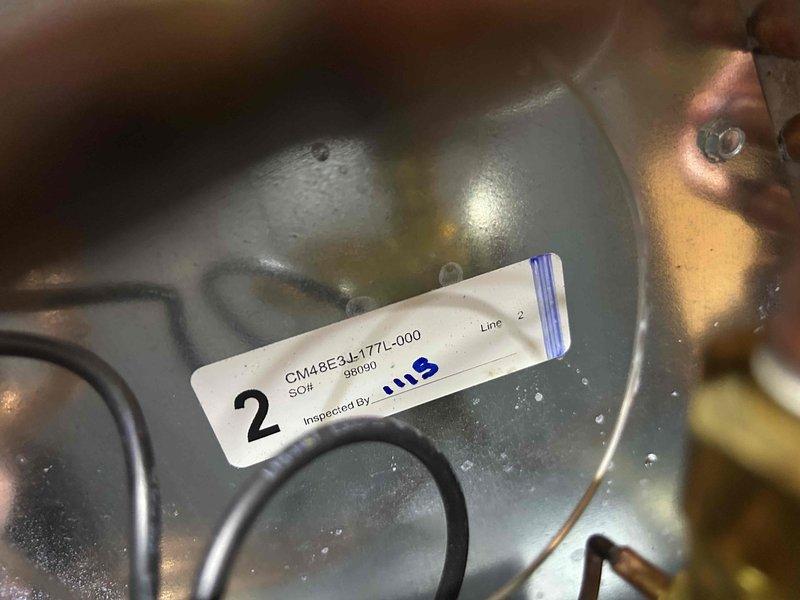 2
CM48E3J-177L-000
SO# 98090
Line 2
Inspected By